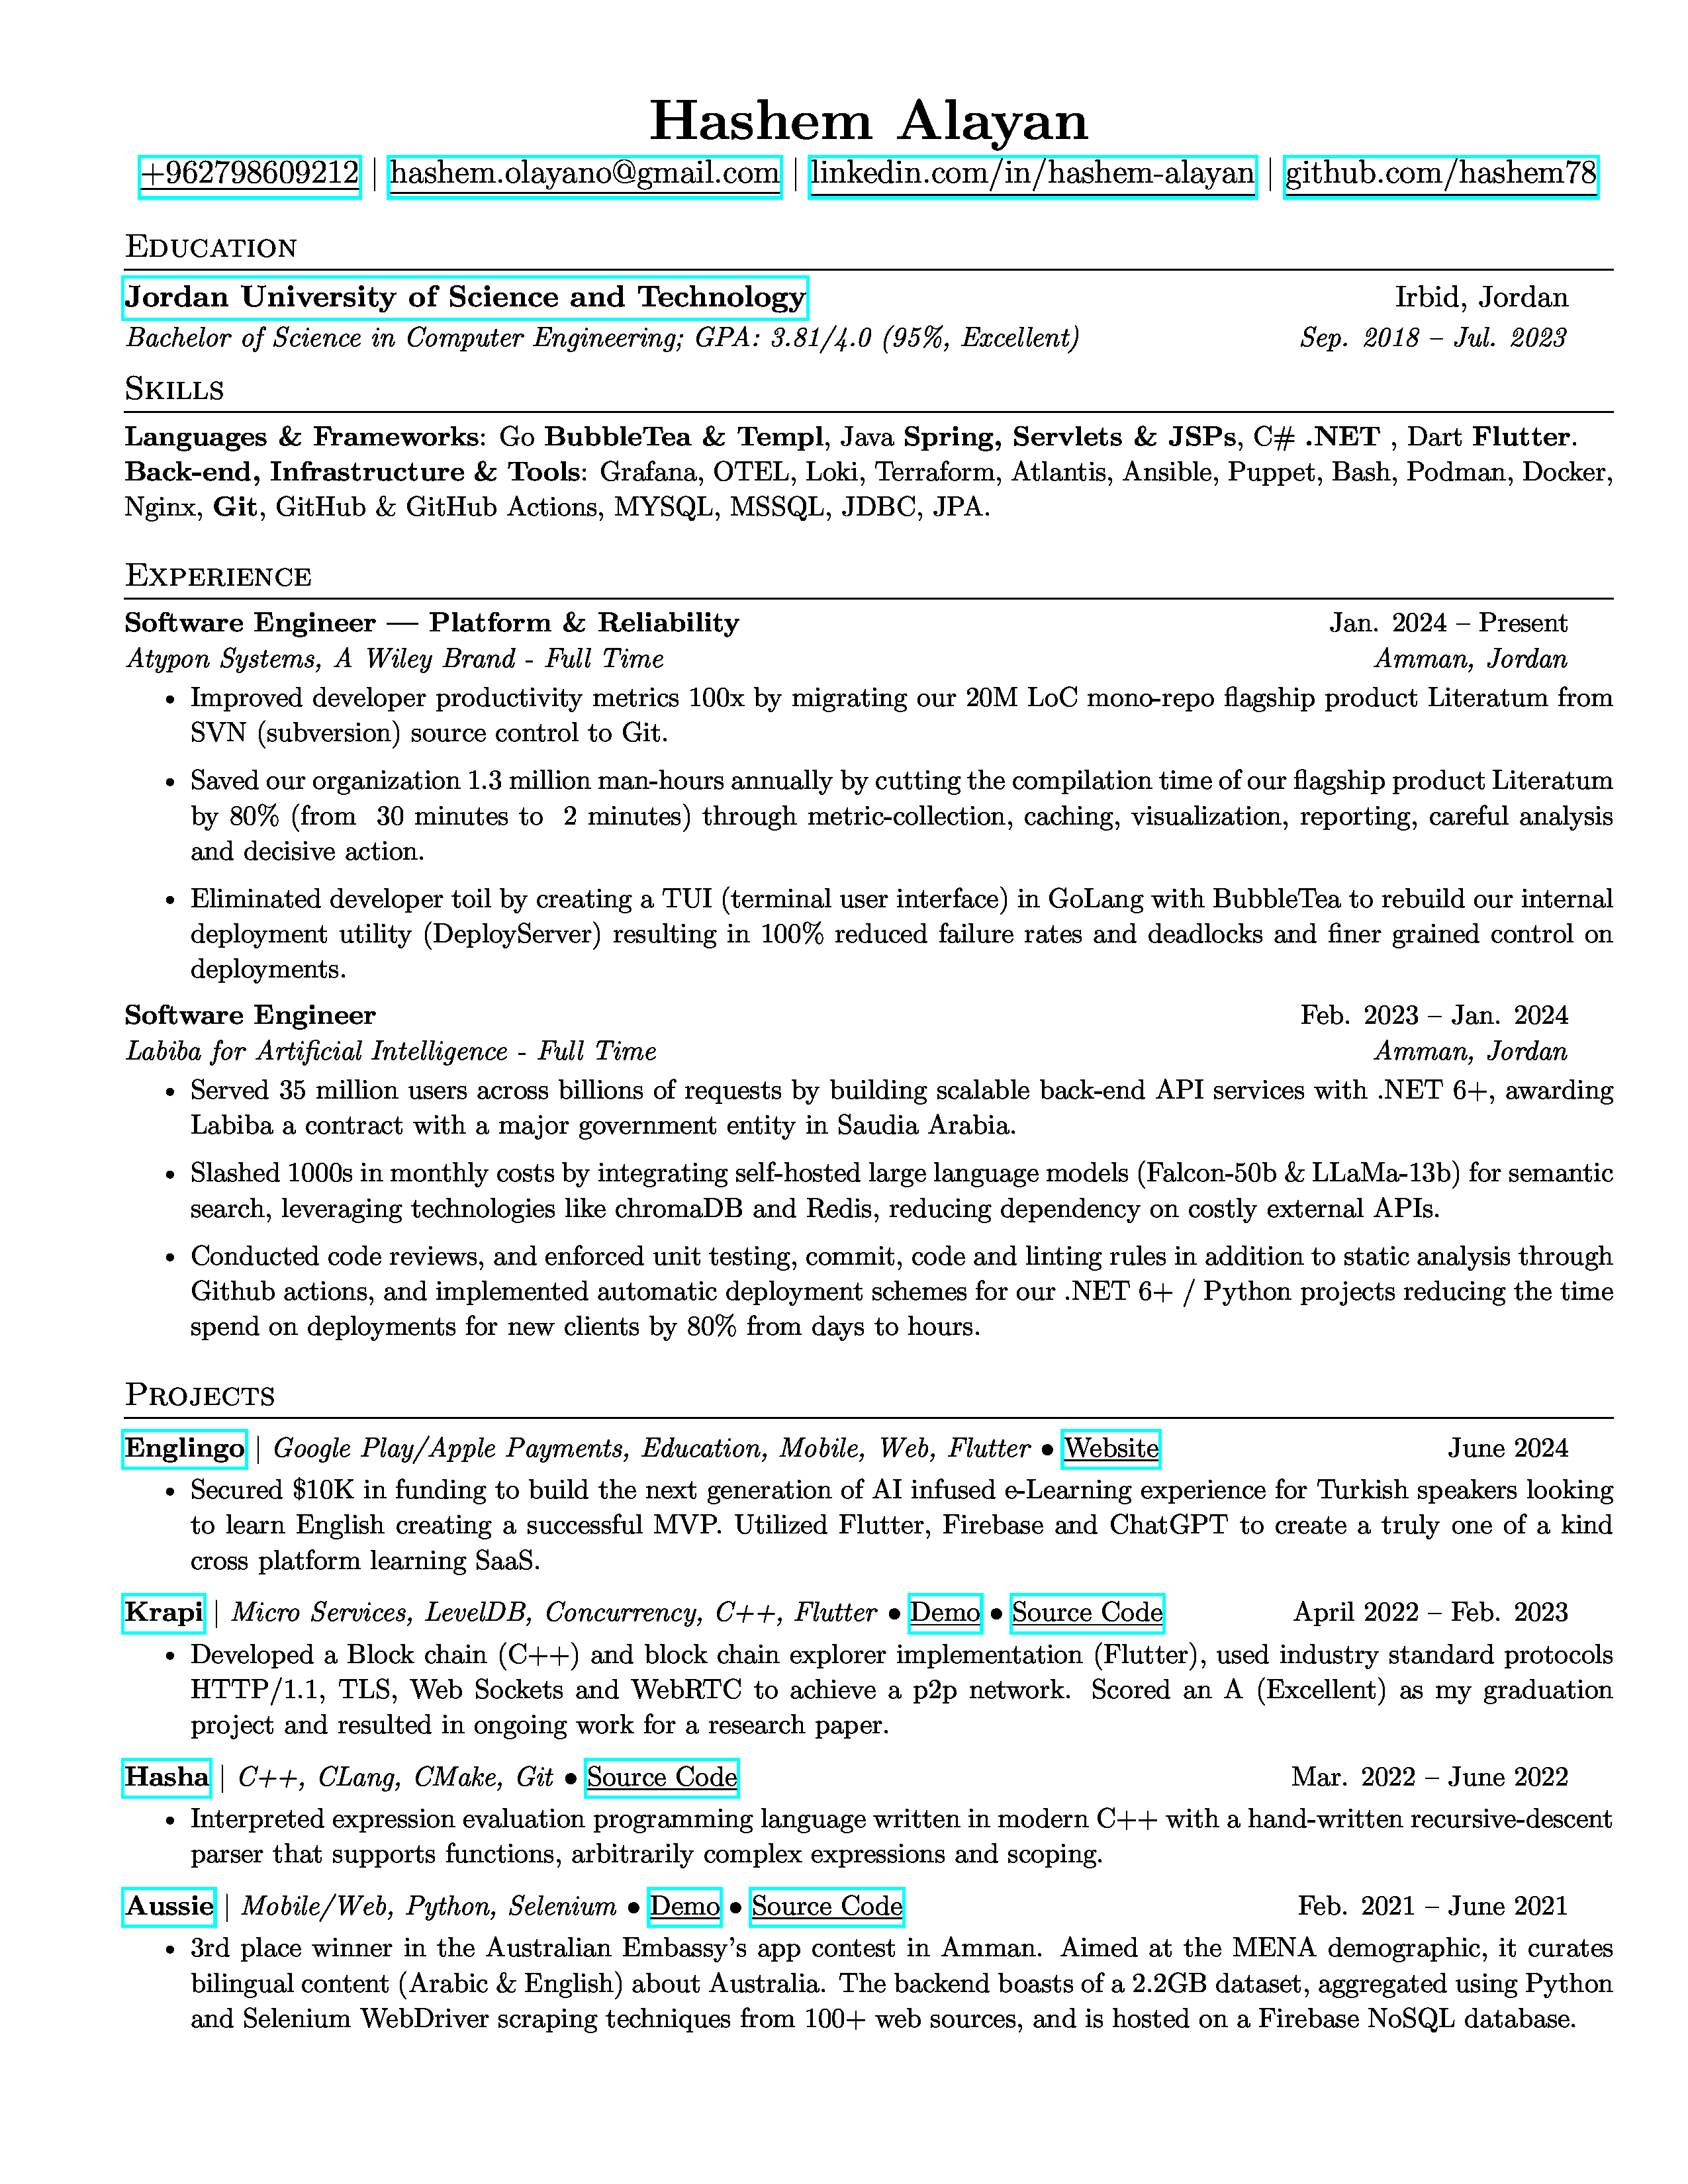 Hashem Alayan
+962798609212 | hashem.olayano@gmail.com | linkedin.com/in/hashem-alayan | github.com/hashem78
Education
Jordan University of Science and Technology Irbid, Jordan
Bachelor of Science in Computer Engineering; GPA: 3.81/4.0 (95%, Excellent) Sep. 2018 – Jul. 2023
Skills
Languages & Frameworks: Go BubbleTea & Templ, Java Spring, Servlets & JSPs, C# .NET , Dart Flutter.
Back-end, Infrastructure & Tools: Grafana, OTEL, Loki, Terraform, Atlantis, Ansible, Puppet, Bash, Podman, Docker,
Nginx, Git, GitHub & GitHub Actions, MYSQL, MSSQL, JDBC, JPA.
Experience
Software Engineer — Platform & Reliability Jan. 2024 – Present
Atypon Systems, A Wiley Brand - Full Time Amman, Jordan
• Improved developer productivity metrics 100x by migrating our 20M LoC mono-repo flagship product Literatum from
SVN (subversion) source control to Git.
• Saved our organization 1.3 million man-hours annually by cutting the compilation time of our flagship product Literatum
by 80% (from 30 minutes to 2 minutes) through metric-collection, caching, visualization, reporting, careful analysis
and decisive action.
• Eliminated developer toil by creating a TUI (terminal user interface) in GoLang with BubbleTea to rebuild our internal
deployment utility (DeployServer) resulting in 100% reduced failure rates and deadlocks and finer grained control on
deployments.
Software Engineer Feb. 2023 – Jan. 2024
Labiba for Artificial Intelligence - Full Time Amman, Jordan
• Served 35 million users across billions of requests by building scalable back-end API services with .NET 6+, awarding
Labiba a contract with a major government entity in Saudia Arabia.
• Slashed 1000s in monthly costs by integrating self-hosted large language models (Falcon-50b & LLaMa-13b) for semantic
search, leveraging technologies like chromaDB and Redis, reducing dependency on costly external APIs.
• Conducted code reviews, and enforced unit testing, commit, code and linting rules in addition to static analysis through
Github actions, and implemented automatic deployment schemes for our .NET 6+ / Python projects reducing the time
spend on deployments for new clients by 80% from days to hours.
Projects
Englingo | Google Play/Apple Payments, Education, Mobile, Web, Flutter • Website June 2024
• Secured $10K in funding to build the next generation of AI infused e-Learning experience for Turkish speakers looking
to learn English creating a successful MVP. Utilized Flutter, Firebase and ChatGPT to create a truly one of a kind
cross platform learning SaaS.
Krapi | Micro Services, LevelDB, Concurrency, C++, Flutter • Demo • Source Code April 2022 – Feb. 2023
• Developed a Block chain (C++) and block chain explorer implementation (Flutter), used industry standard protocols
HTTP/1.1, TLS, Web Sockets and WebRTC to achieve a p2p network. Scored an A (Excellent) as my graduation
project and resulted in ongoing work for a research paper.
Hasha | C++, CLang, CMake, Git • Source Code Mar. 2022 – June 2022
• Interpreted expression evaluation programming language written in modern C++ with a hand-written recursive-descent
parser that supports functions, arbitrarily complex expressions and scoping.
Aussie | Mobile/Web, Python, Selenium • Demo • Source Code Feb. 2021 – June 2021
• 3rd place winner in the Australian Embassy's app contest in Amman. Aimed at the MENA demographic, it curates
bilingual content (Arabic & English) about Australia. The backend boasts of a 2.2GB dataset, aggregated using Python
and Selenium WebDriver scraping techniques from 100+ web sources, and is hosted on a Firebase NoSQL database.